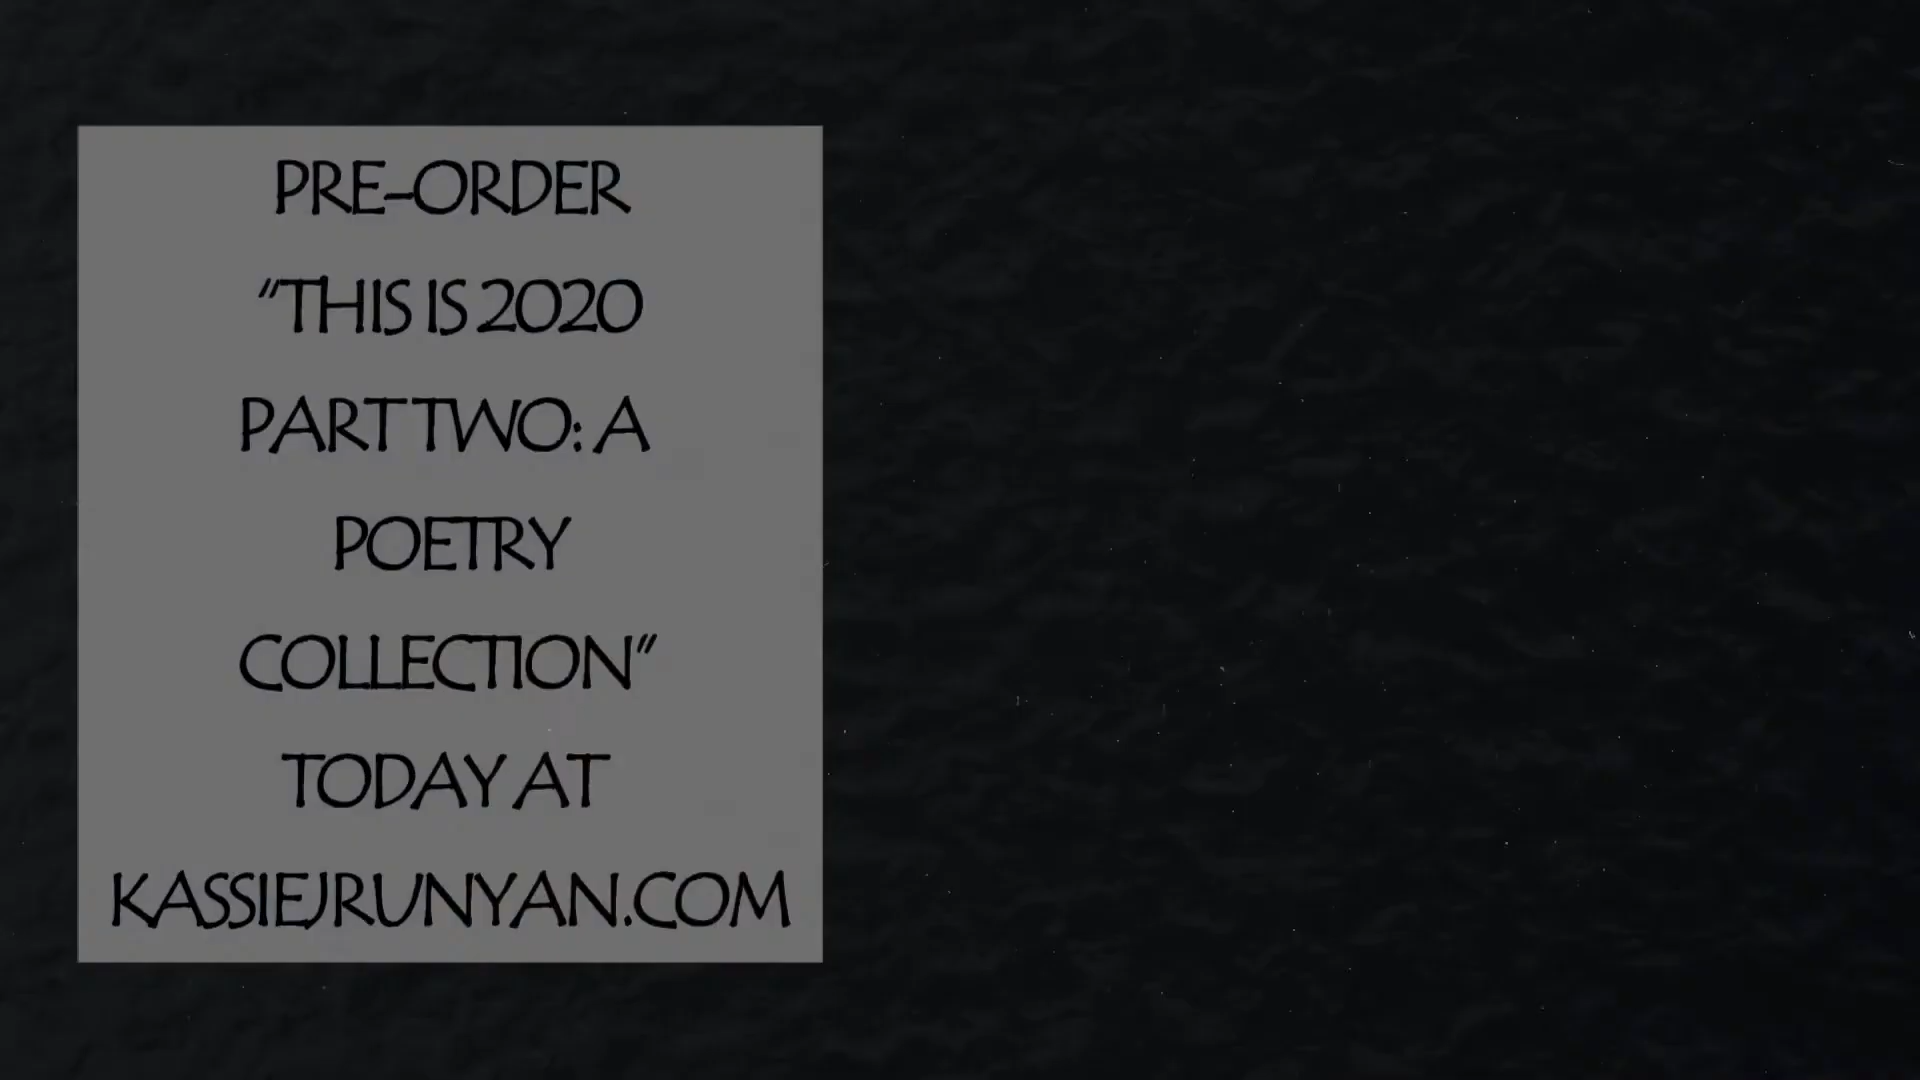 PRE-ORDER
"THIS IS 2020
PART TWO: A
POETRY
COLLECTION"
TODAY AT
KASSIEJRUNYAN.COM